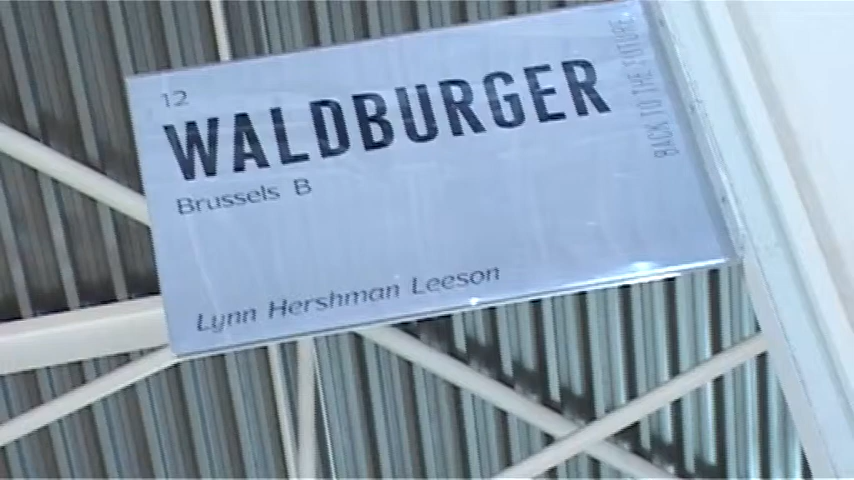 12
WALDBURGER
Brussels B
Lynn Hershman Leeson
BACK TO THE FUTURE